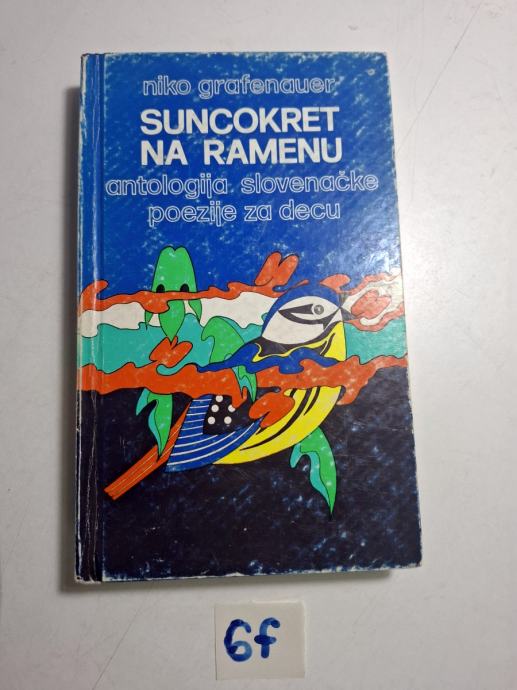 niko grafenauer
SUNCOKRET
NA RAMENU
antologija slovenačke
poezije za decu
6f